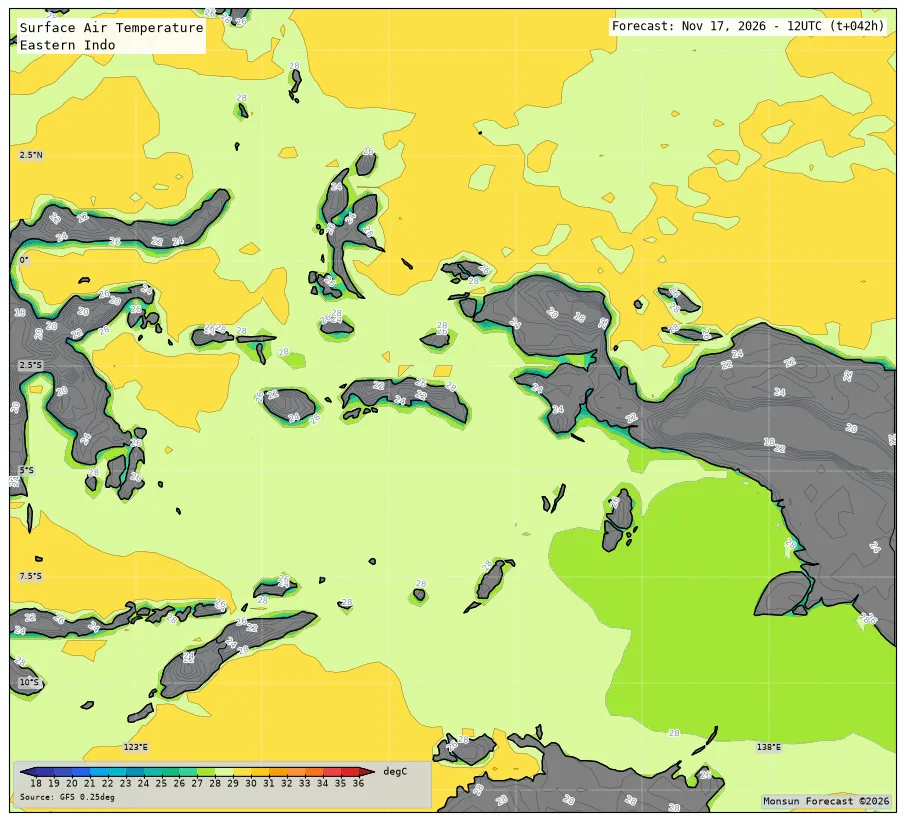 Surface Air Temperature
Eastern Indo
Forecast: Nov 17, 2026 - 12UTC (t+042h)
2.5°N
0°
2.5°S
5°S
7.5°S
10°S
123°E
138°E
degC
18 19 20 21 22 23 24 25 26 27 28 29 30 31 32 33 34 35 36
Source: GFS 0.25deg
Monsun Forecast ©2026